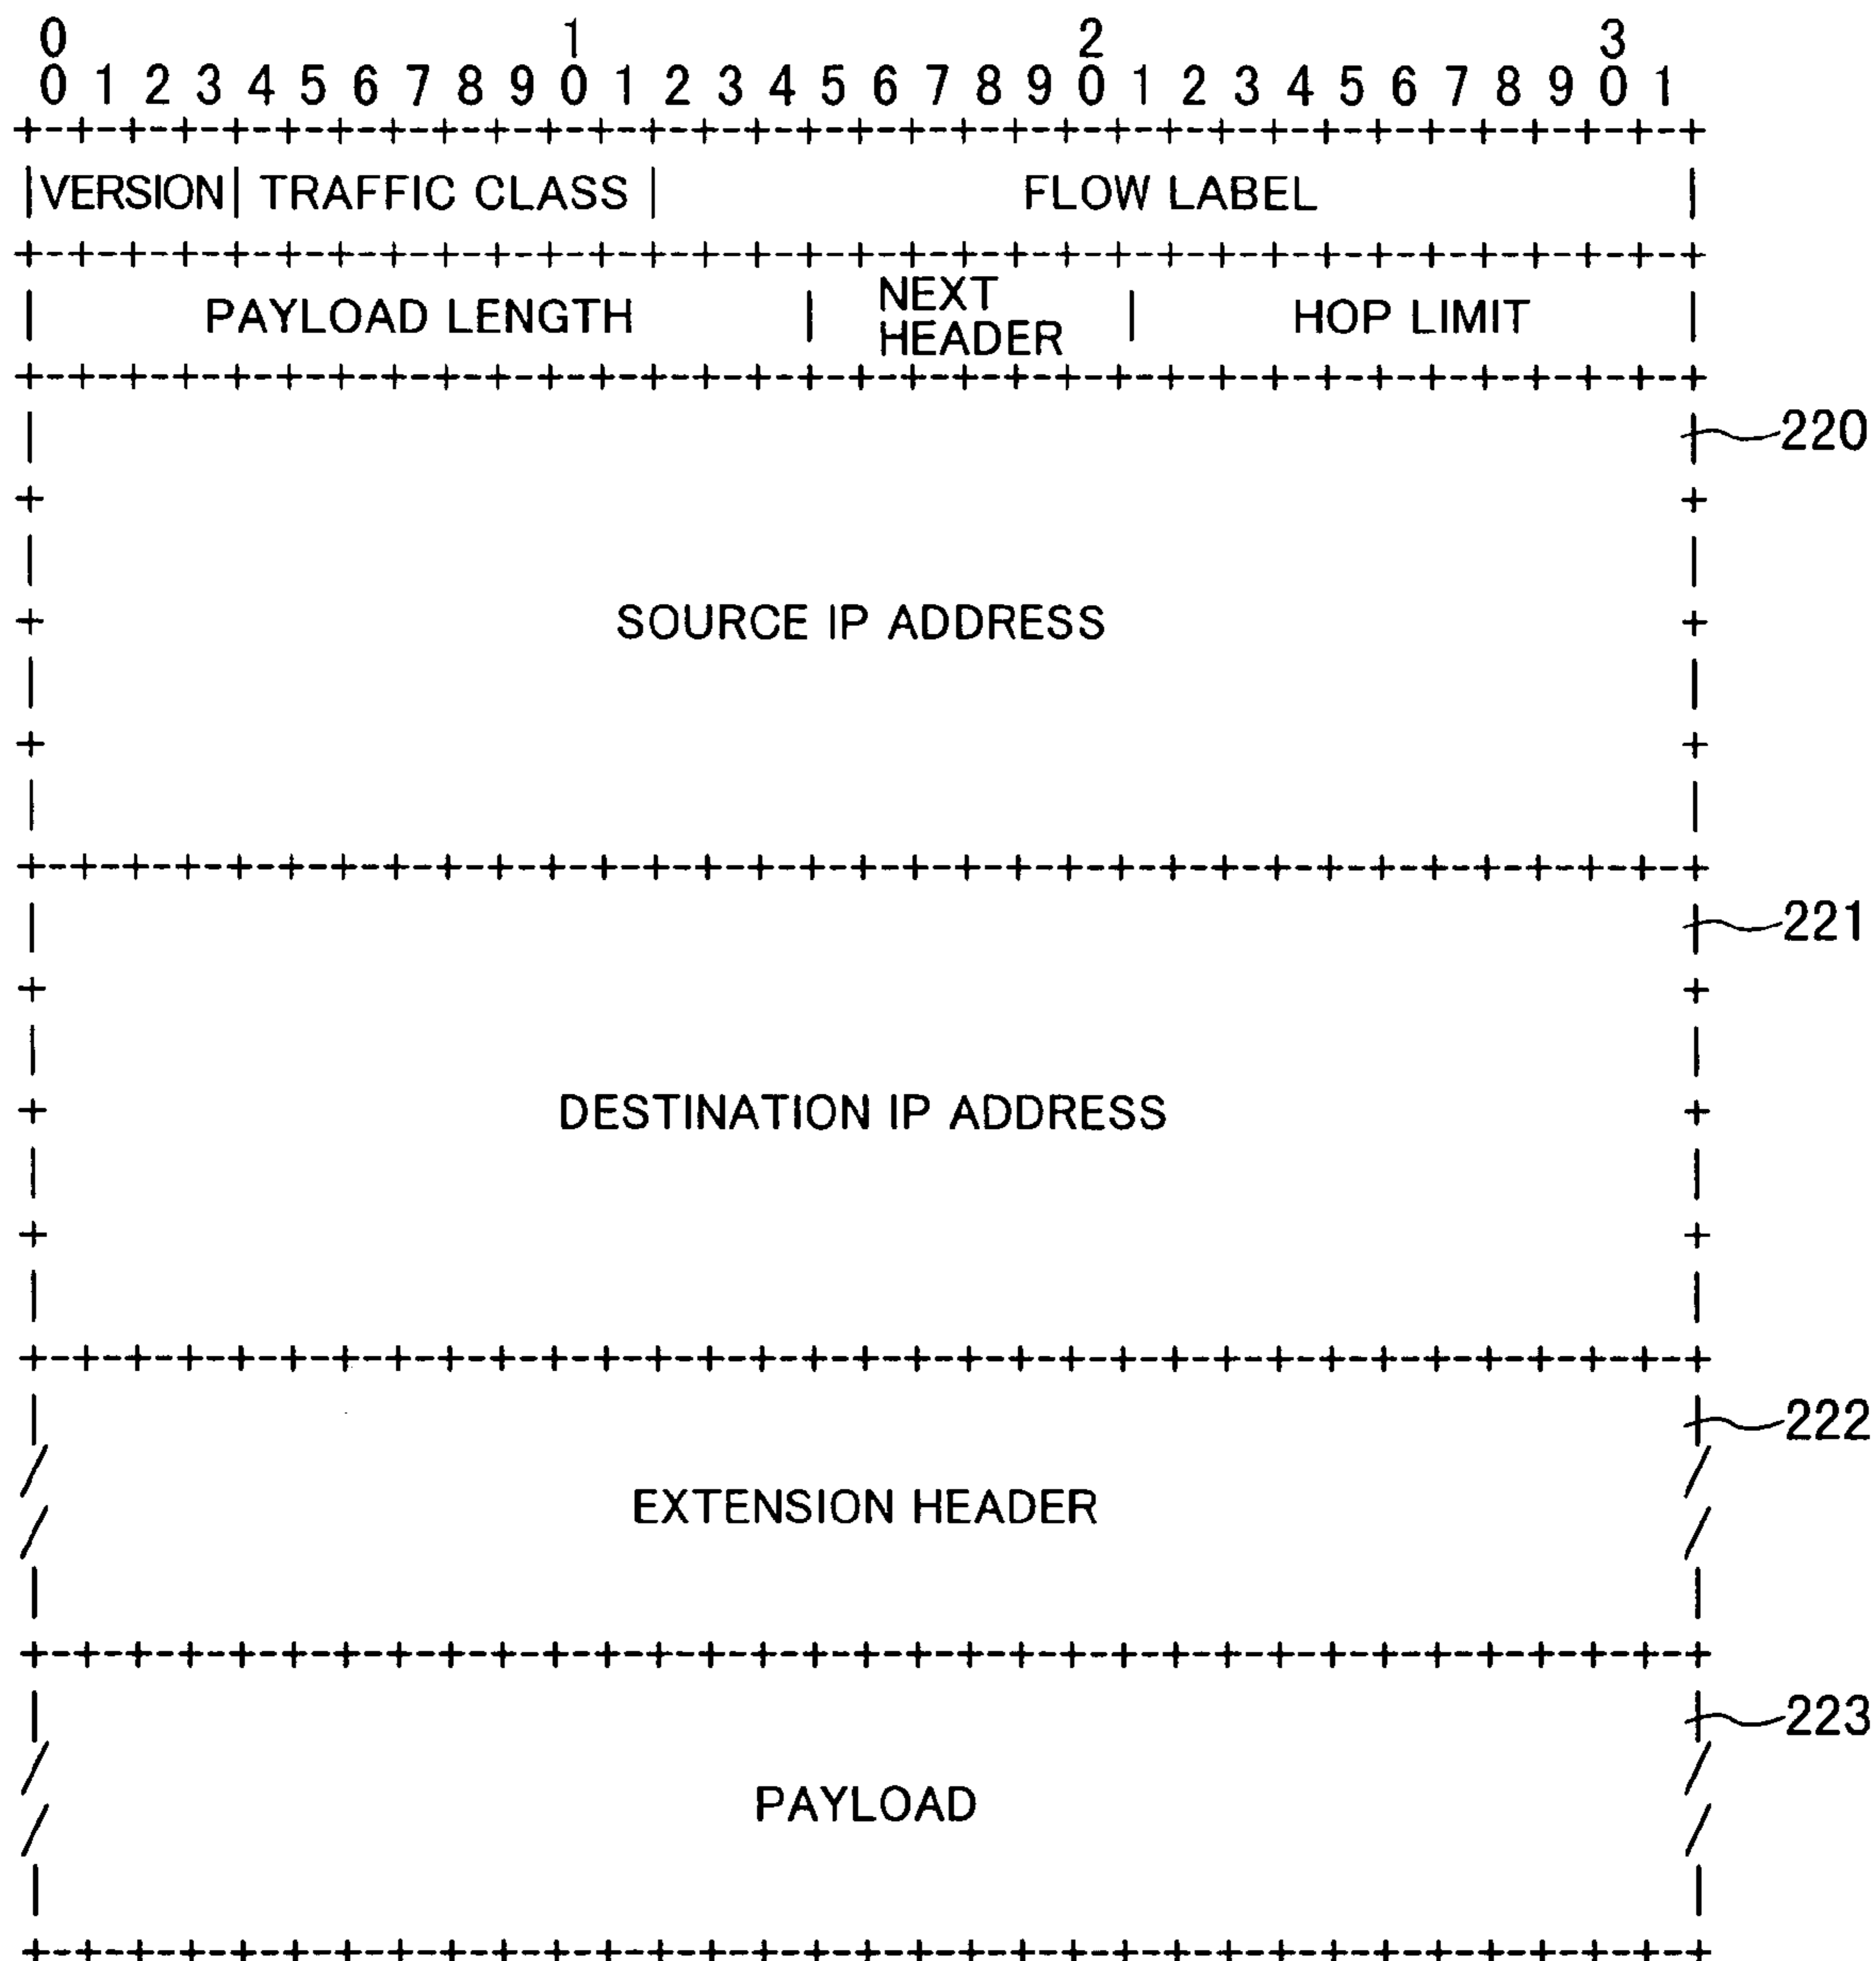 0 1 2 3
0 1 2 3 4 5 6 7 8 9 0 1 2 3 4 5 6 7 8 9 0 1 2 3 4 5 6 7 8 9 0 1
VERSION TRAFFIC CLASS FLOW LABEL
PAYLOAD LENGTH NEXT HEADER HOP LIMIT
220
SOURCE IP ADDRESS
221
DESTINATION IP ADDRESS
222
EXTENSION HEADER
223
PAYLOAD